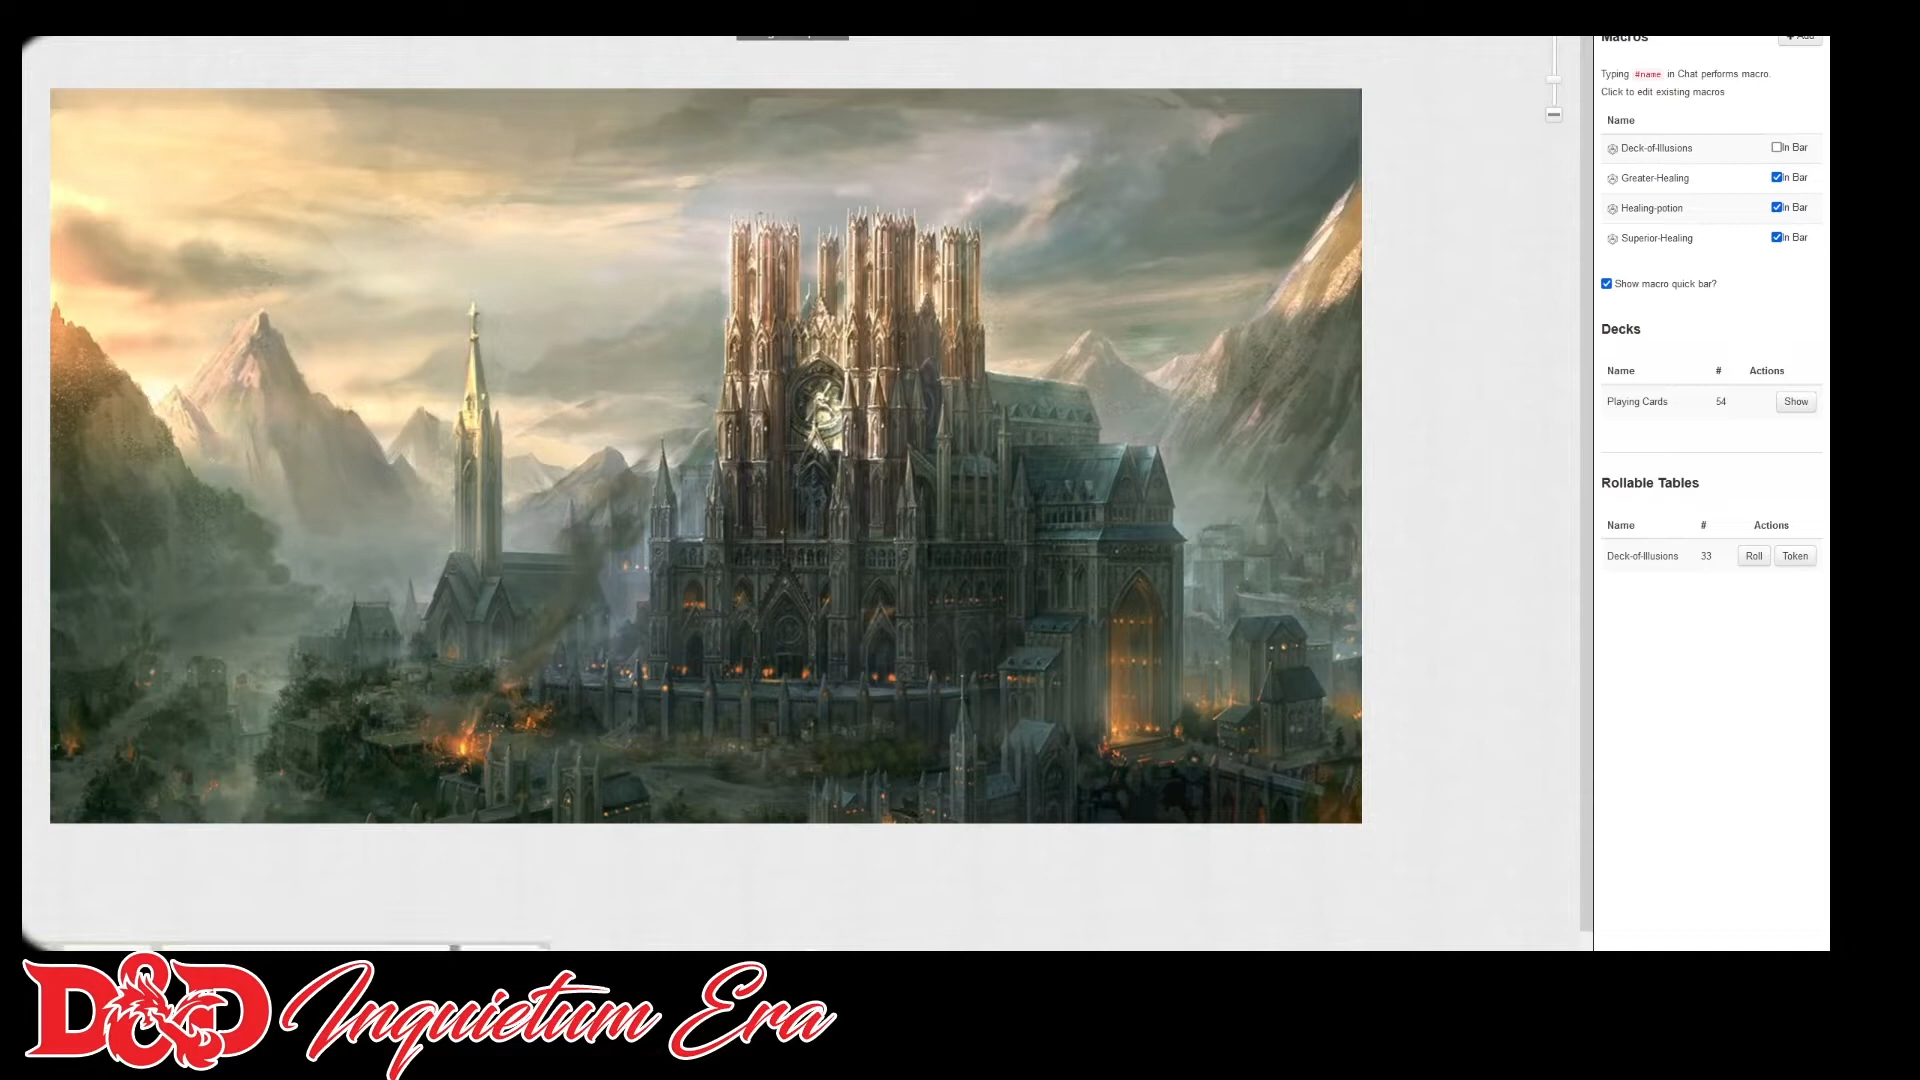 Macros
+ Add
Typing #name in Chat performs macro.
Click to edit existing macros
Name
Deck-of-Illusions In Bar
Greater-Healing In Bar
Healing-potion In Bar
Superior-Healing In Bar
Show macro quick bar?
Decks
Name # Actions
Playing Cards 54 Show
Rollable Tables
Name # Actions
Deck-of-Illusions 33 Roll Token
D&D Inquietum Era